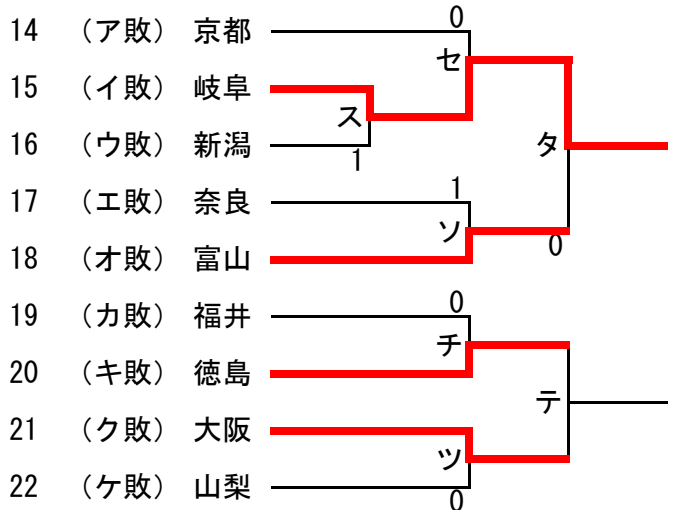 14 （ア敗） 京都 0
セ
15 （イ敗） 岐阜
ス
16 （ウ敗） 新潟 1
タ
17 （エ敗） 奈良 1
ソ
18 （オ敗） 富山 0
19 （カ敗） 福井 0
チ
20 （キ敗） 徳島
テ
21 （ク敗） 大阪
ツ
22 （ケ敗） 山梨 0